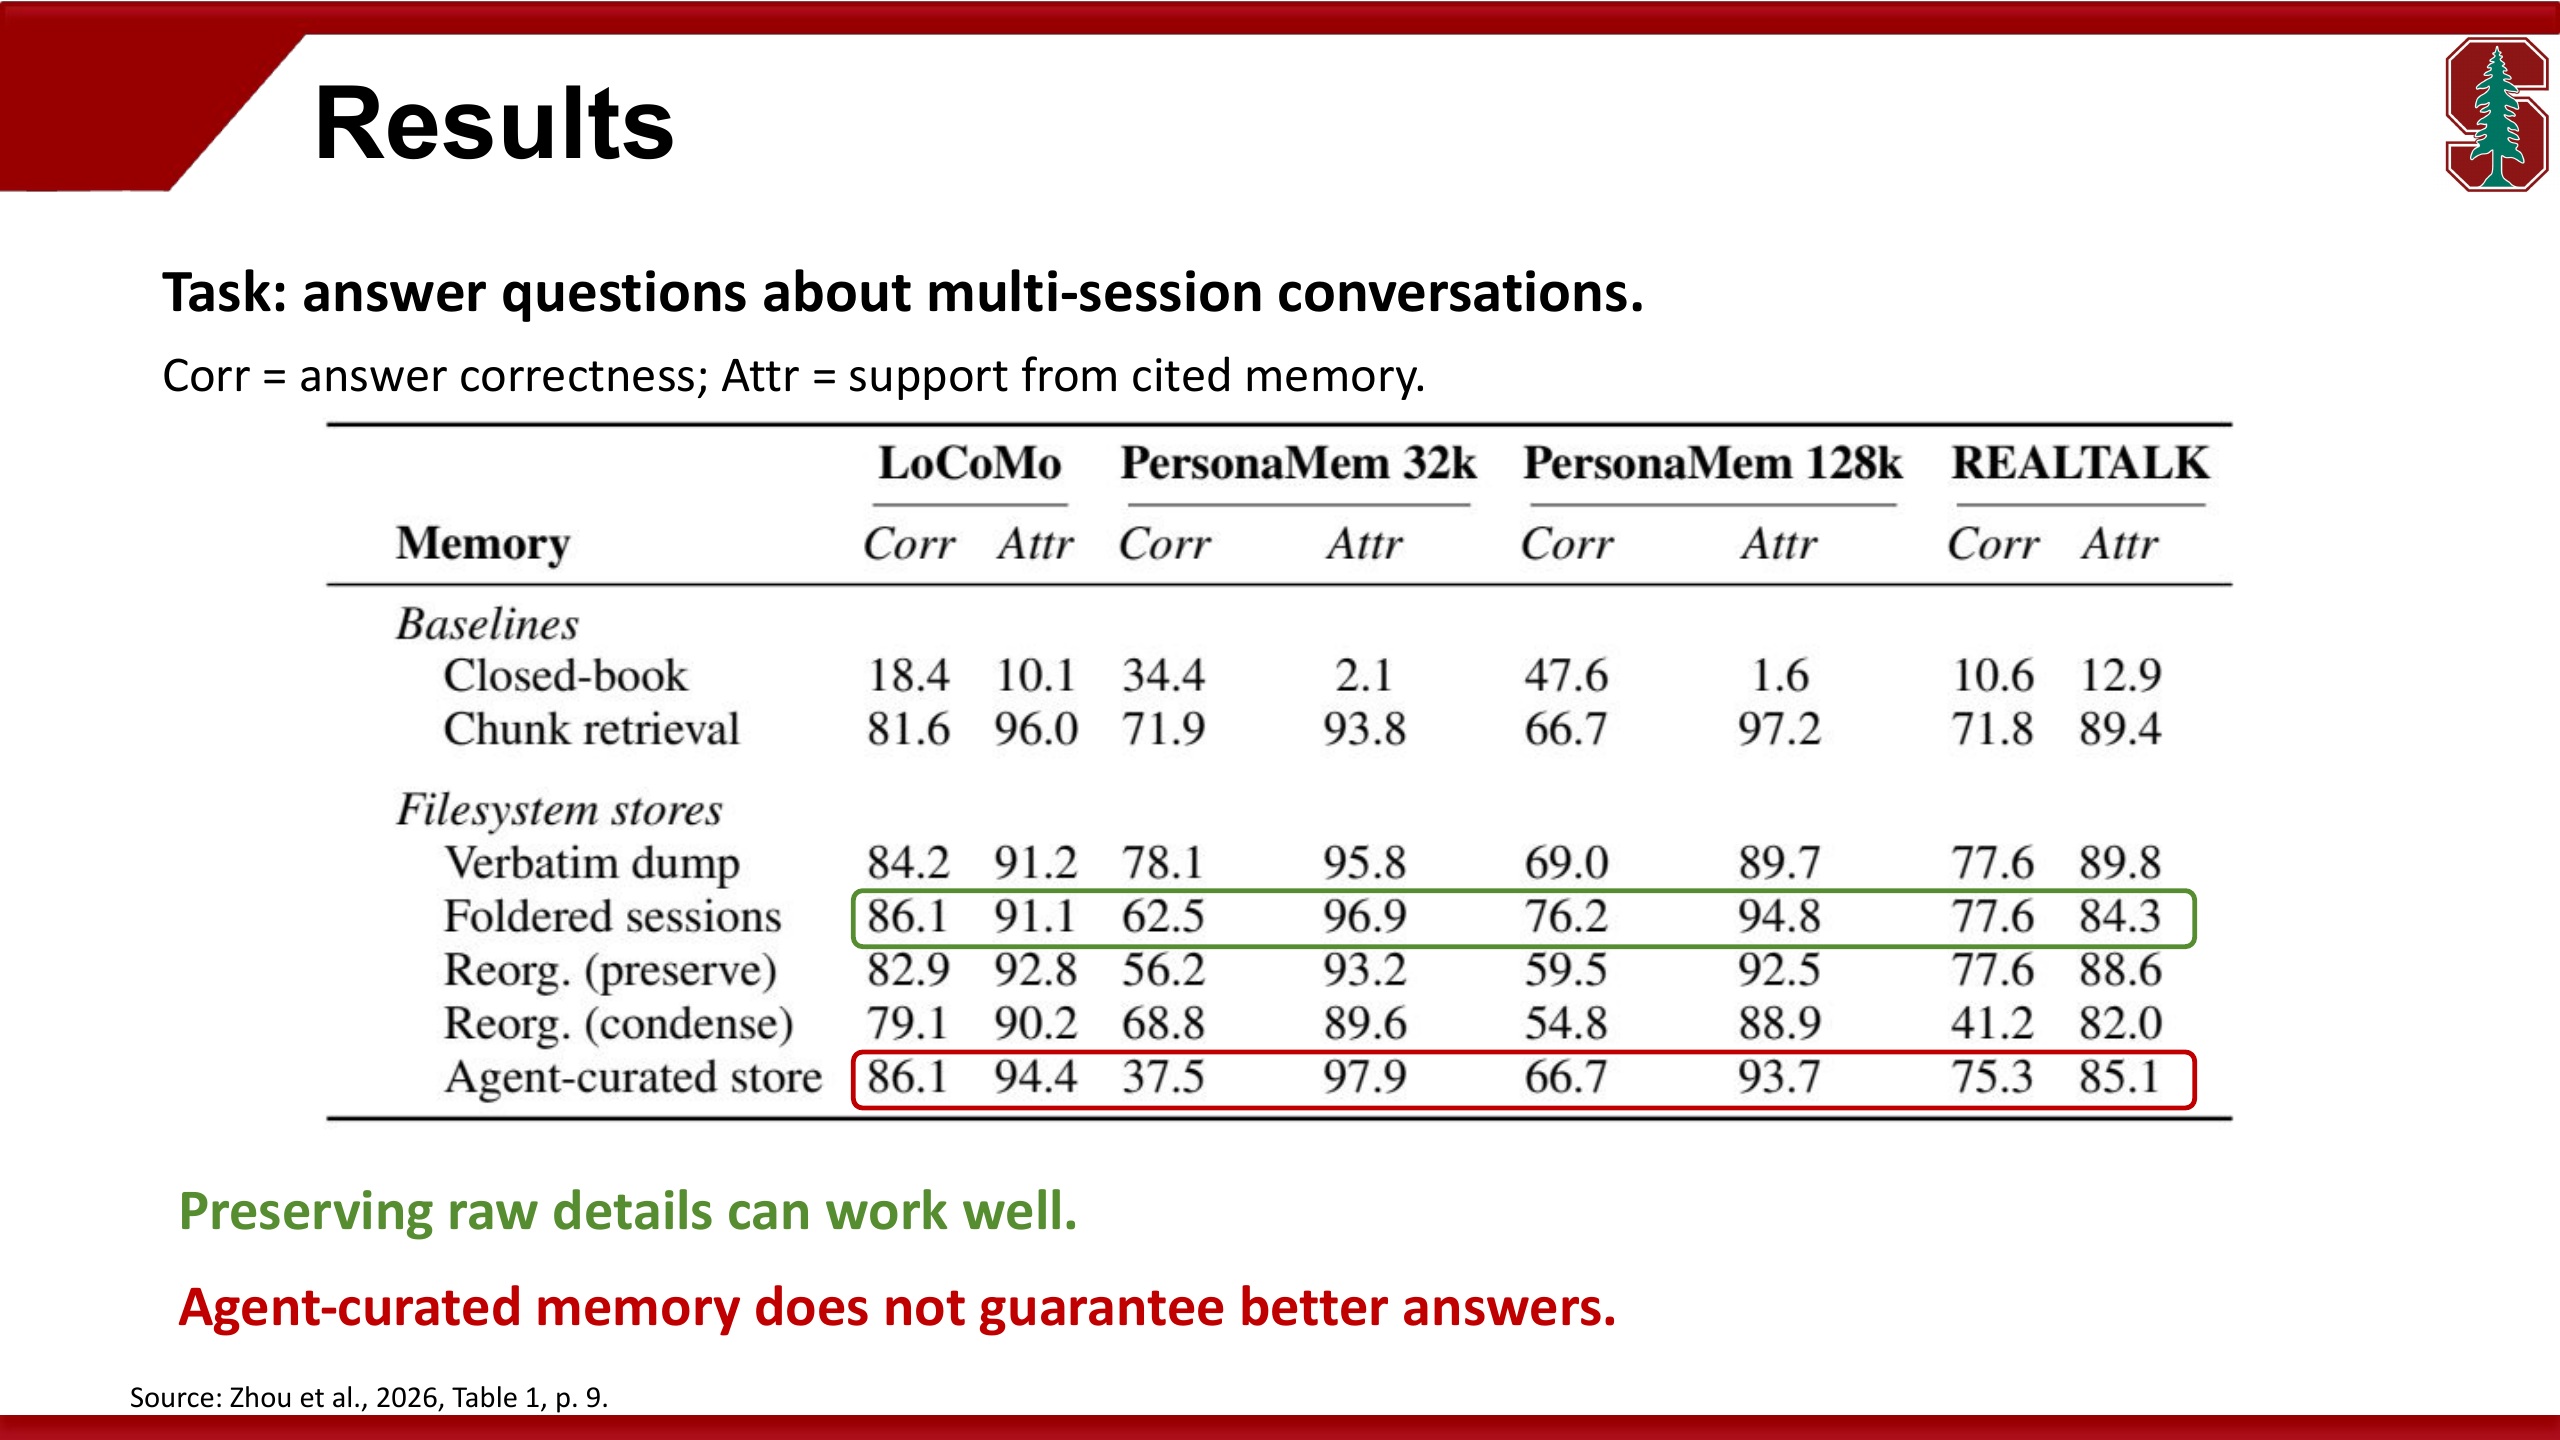 Results
Task: answer questions about multi-session conversations.
Corr = answer correctness; Attr = support from cited memory.
LoCoMo PersonaMem 32k PersonaMem 128k REALTALK
Memory Corr Attr Corr Attr Corr Attr Corr Attr
Baselines
Closed-book 18.4 10.1 34.4 2.1 47.6 1.6 10.6 12.9
Chunk retrieval 81.6 96.0 71.9 93.8 66.7 97.2 71.8 89.4
Filesystem stores
Verbatim dump 84.2 91.2 78.1 95.8 69.0 89.7 77.6 89.8
Foldered sessions 86.1 91.1 62.5 96.9 76.2 94.8 77.6 84.3
Reorg. (preserve) 82.9 92.8 56.2 93.2 59.5 92.5 77.6 88.6
Reorg. (condense) 79.1 90.2 68.8 89.6 54.8 88.9 41.2 82.0
Agent-curated store 86.1 94.4 37.5 97.9 66.7 93.7 75.3 85.1
Preserving raw details can work well.
Agent-curated memory does not guarantee better answers.
Source: Zhou et al., 2026, Table 1, p. 9.